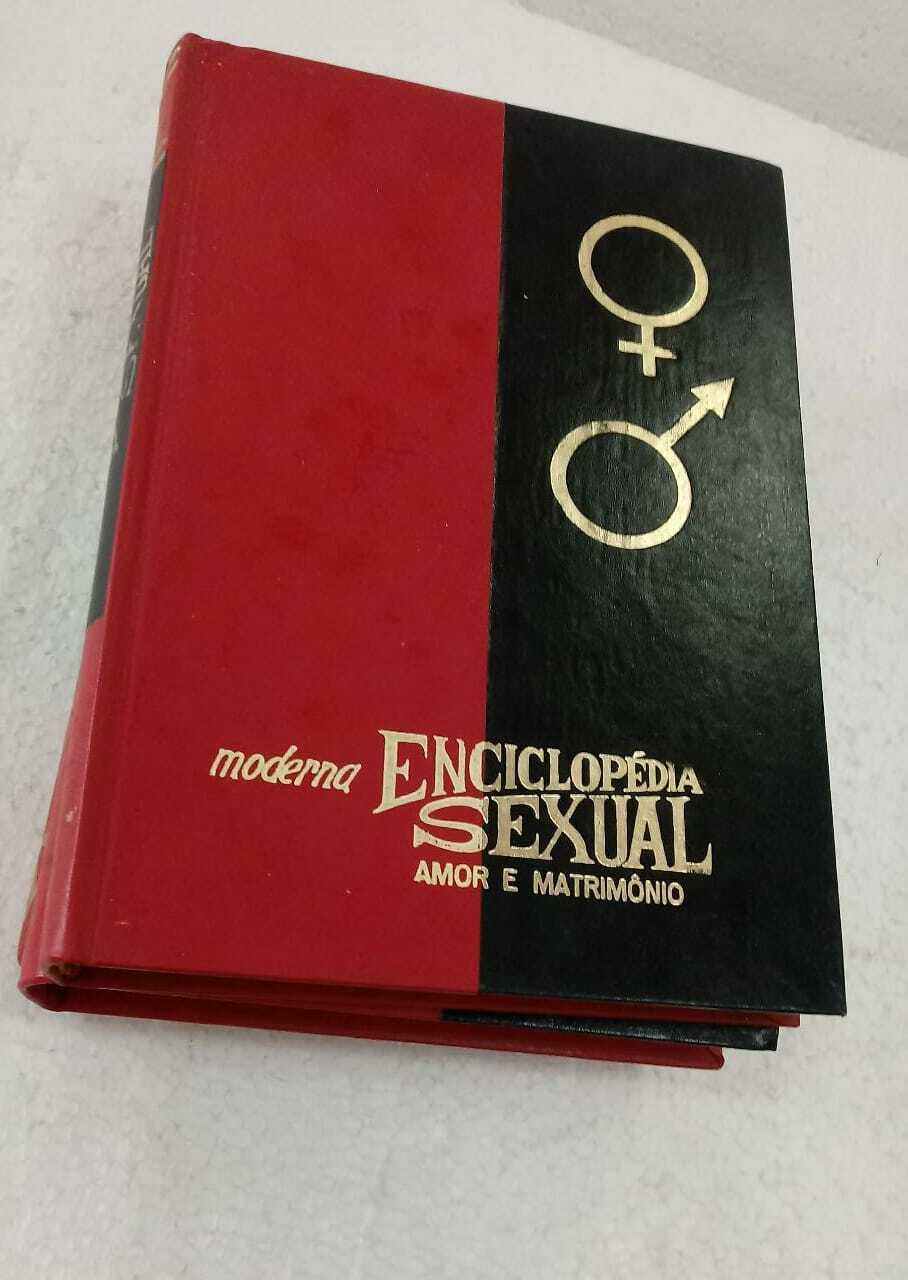 moderna ENCICLOPÉDIA
SEXUAL
AMOR E MATRIMÔNIO